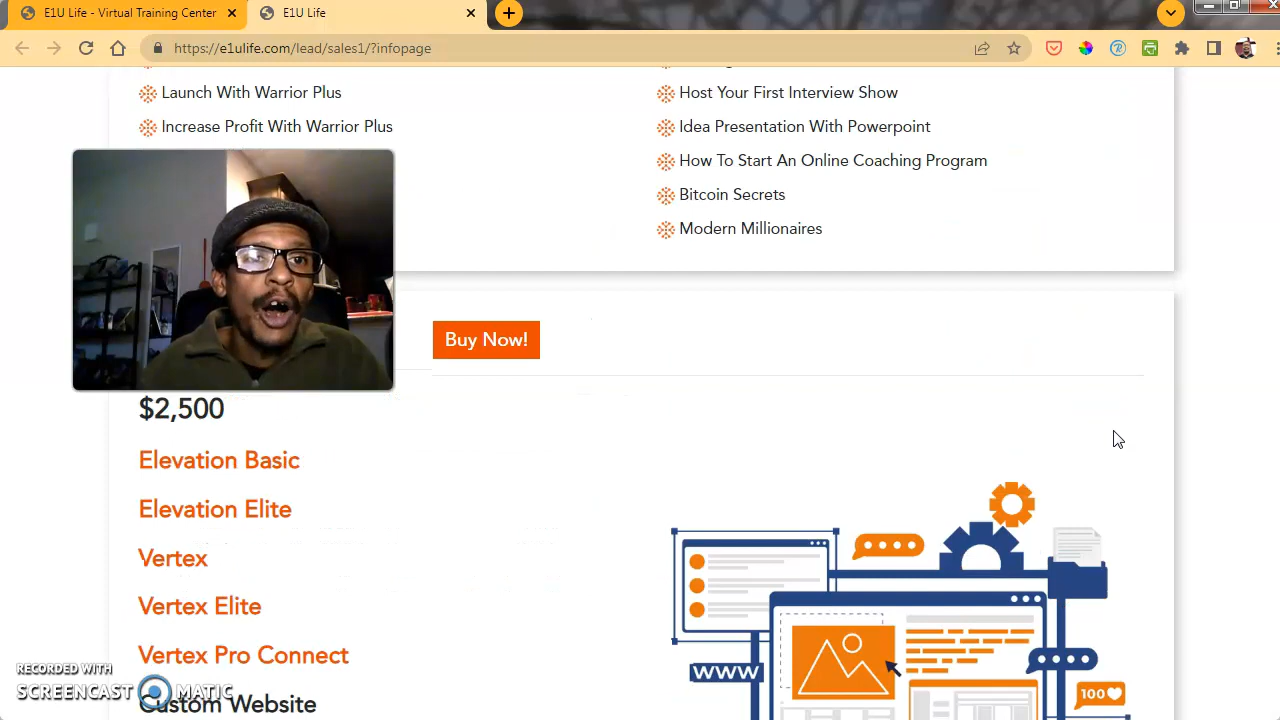 E1U Life - Virtual Training Center
E1U Life
https://e1ulife.com/lead/sales1/?infopage
Launch With Warrior Plus
Increase Profit With Warrior Plus
Host Your First Interview Show
Idea Presentation With Powerpoint
How To Start An Online Coaching Program
Bitcoin Secrets
Modern Millionaires
Buy Now!
$2,500
Elevation Basic
Elevation Elite
Vertex
Vertex Elite
Vertex Pro Connect
Custom Website
WWW
100
RECORDED WITH
SCREENCAST MATIC